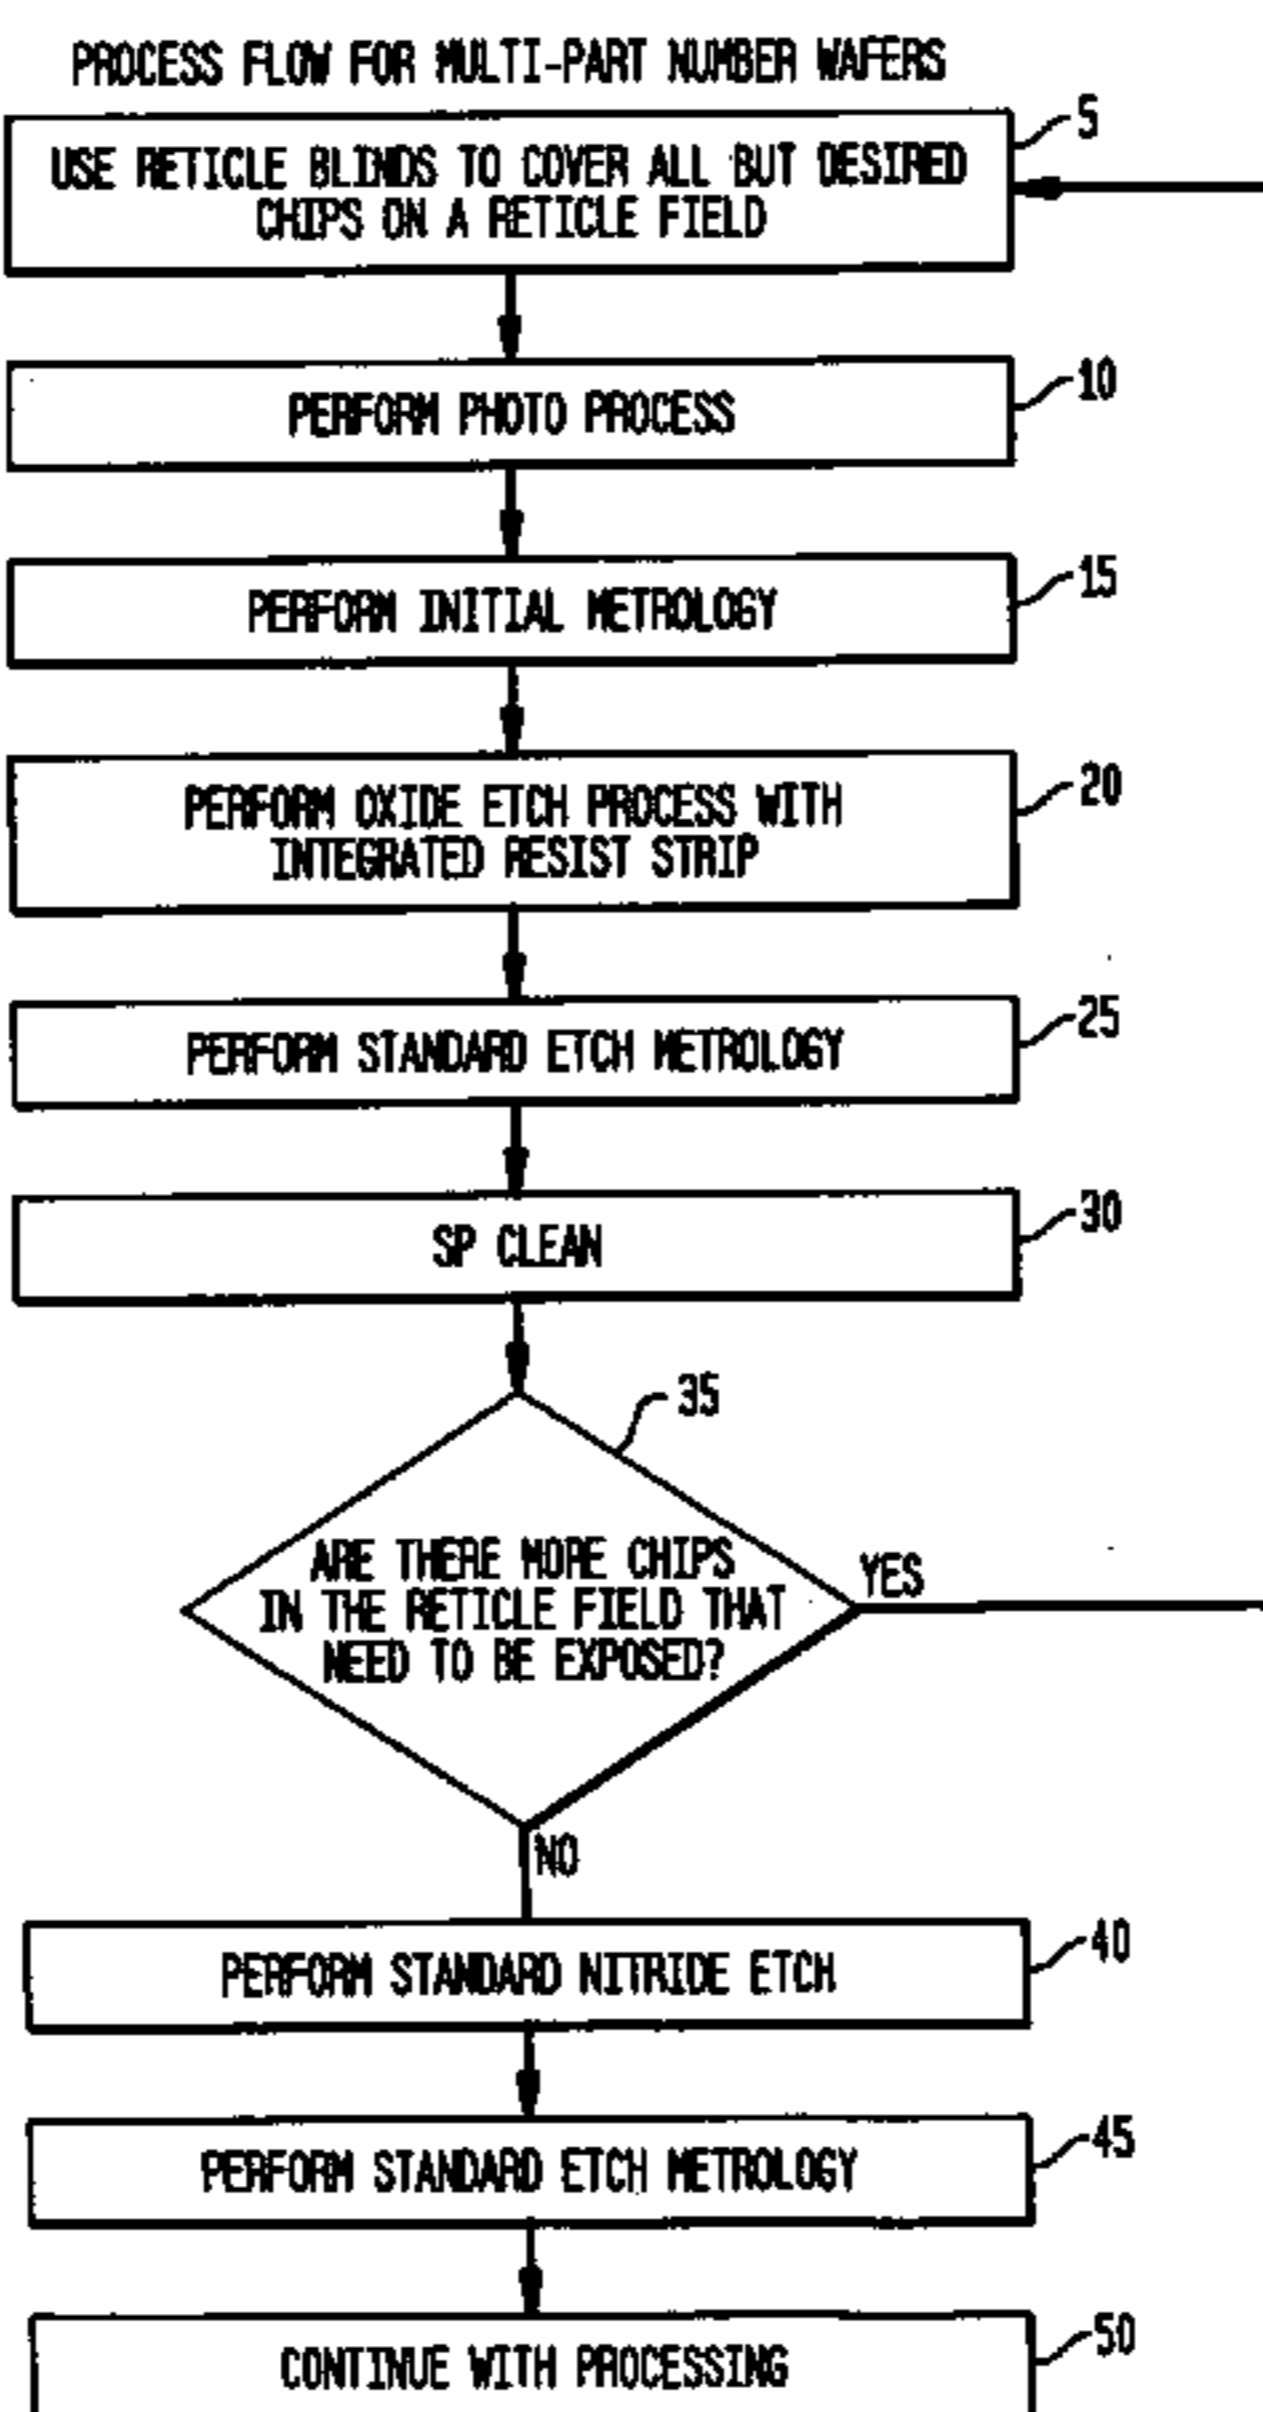 PROCESS FLOW FOR MULTI-PART NUMBER WAFERS
5
USE RETICLE BLINDS TO COVER ALL BUT DESIRED
CHIPS ON A RETICLE FIELD
10
PERFORM PHOTO PROCESS
15
PERFORM INITIAL METROLOGY
20
PERFORM OXIDE ETCH PROCESS WITH
INTEGRATED RESIST STRIP
25
PERFORM STANDARD ETCH METROLOGY
30
SP CLEAN
35
ARE THERE MORE CHIPS
IN THE RETICLE FIELD THAT
NEED TO BE EXPOSED?
YES
NO
40
PERFORM STANDARD NITRIDE ETCH
45
PERFORM STANDARD ETCH METROLOGY
50
CONTINUE WITH PROCESSING